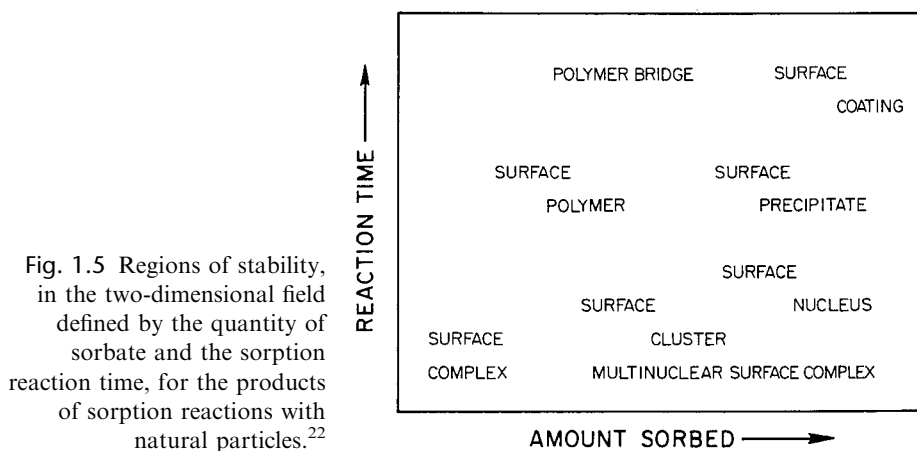 Fig. 1.5 Regions of stability,
in the two-dimensional field
defined by the quantity of
sorbate and the sorption
reaction time, for the products
of sorption reactions with
natural particles.22
REACTION TIME
POLYMER BRIDGE
SURFACE
COATING
SURFACE
POLYMER
SURFACE
PRECIPITATE
SURFACE
NUCLEUS
SURFACE
CLUSTER
SURFACE
COMPLEX
MULTINUCLEAR SURFACE COMPLEX
AMOUNT SORBED